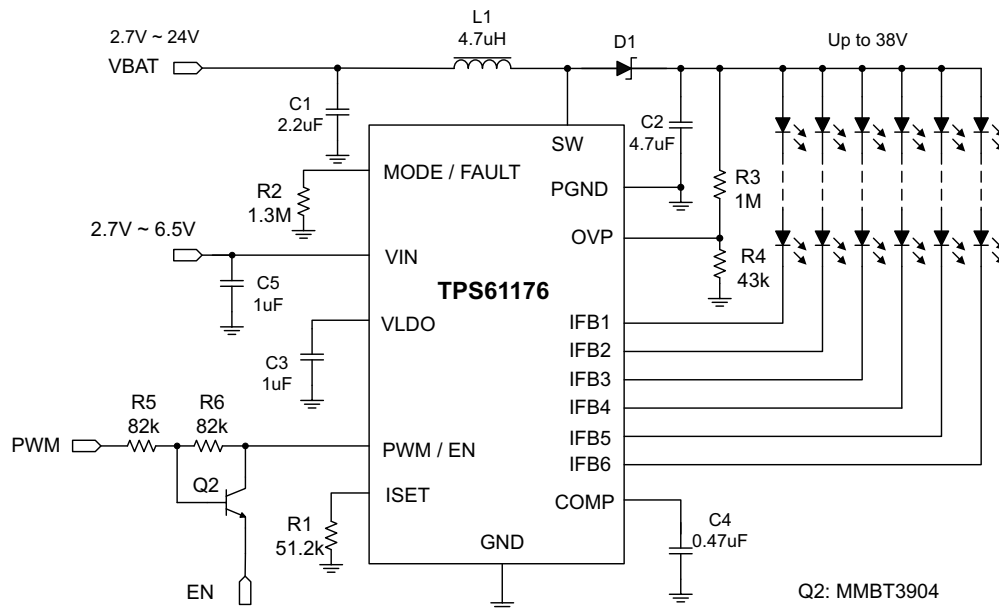 L1
2.7V ~ 24V
4.7uH
D1
Up to 38V
VBAT
C1
2.2uF
C2
4.7uF
SW
MODE / FAULT
R2
1.3M
PGND
R3
1M
2.7V ~ 6.5V
OVP
VIN
R4
43k
C5
1uF
TPS61176
VLDO
IFB1
IFB2
C3
1uF
IFB3
IFB4
R5
82k
R6
82k
IFB5
PWM
PWM / EN
IFB6
Q2
ISET
COMP
R1
51.2k
C4
0.47uF
GND
EN
Q2: MMBT3904